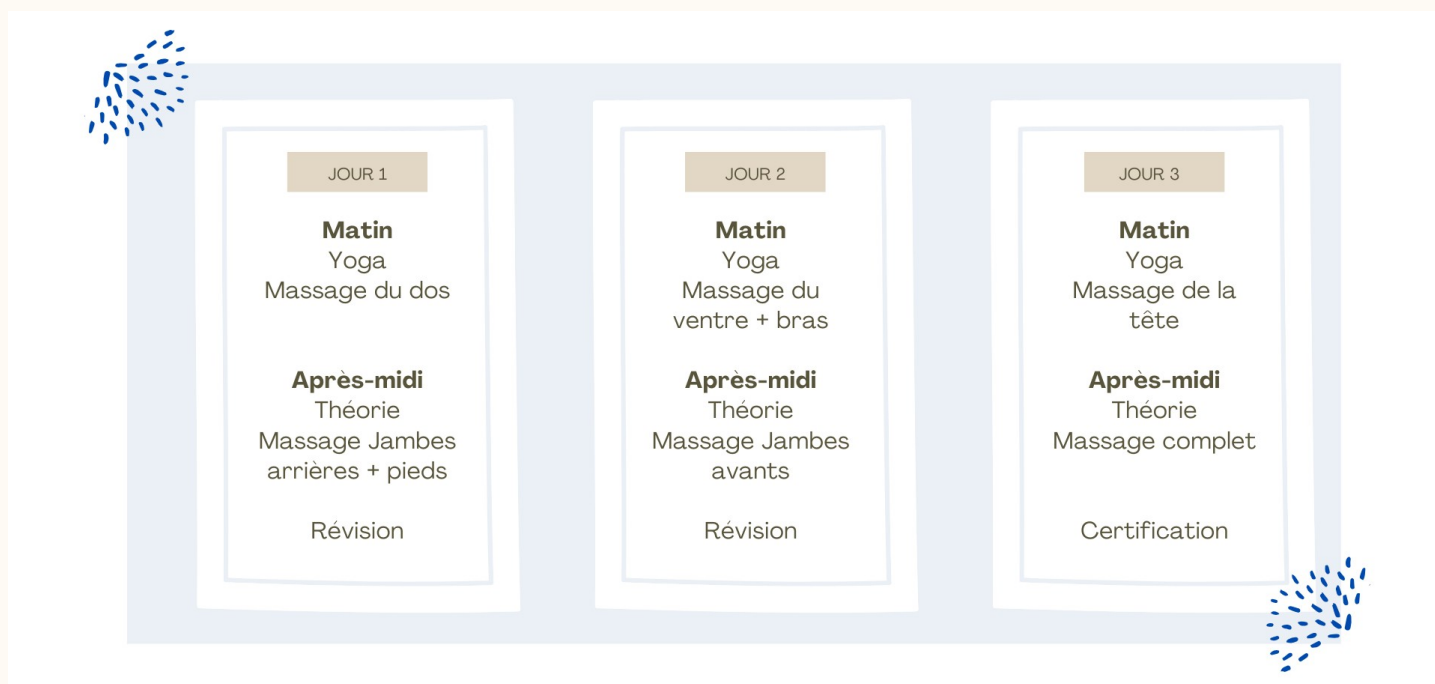 JOUR 1
Matin
Yoga
Massage du dos
Après-midi
Théorie
Massage Jambes
arrières + pieds
Révision
JOUR 2
Matin
Yoga
Massage du
ventre + bras
Après-midi
Théorie
Massage Jambes
avants
Révision
JOUR 3
Matin
Yoga
Massage de la
tête
Après-midi
Théorie
Massage complet
Certification